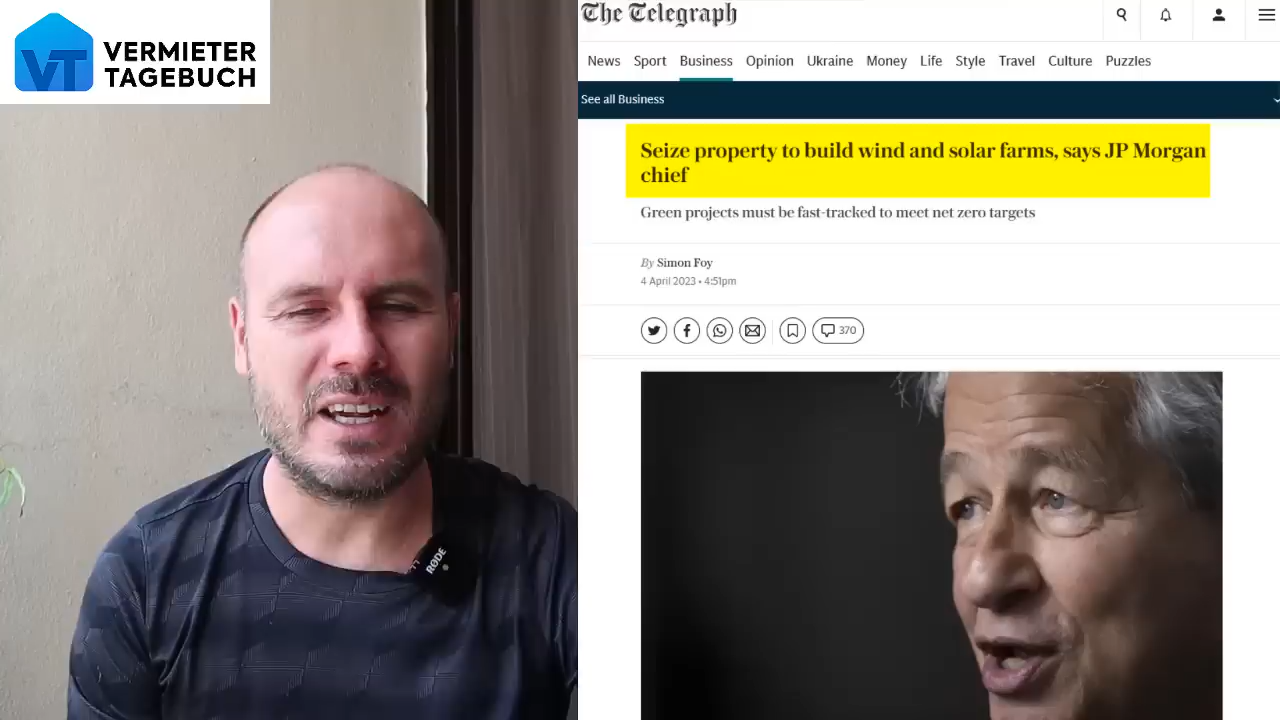 VT VERMIETER
TAGEBUCH
The Telegraph
News Sport Business Opinion Ukraine Money Life Style Travel Culture Puzzles
See all Business
Seize property to build wind and solar farms, says JP Morgan
chief
Green projects must be fast-tracked to meet net zero targets
By Simon Foy
4 April 2023 • 4:51pm
370
RØDE